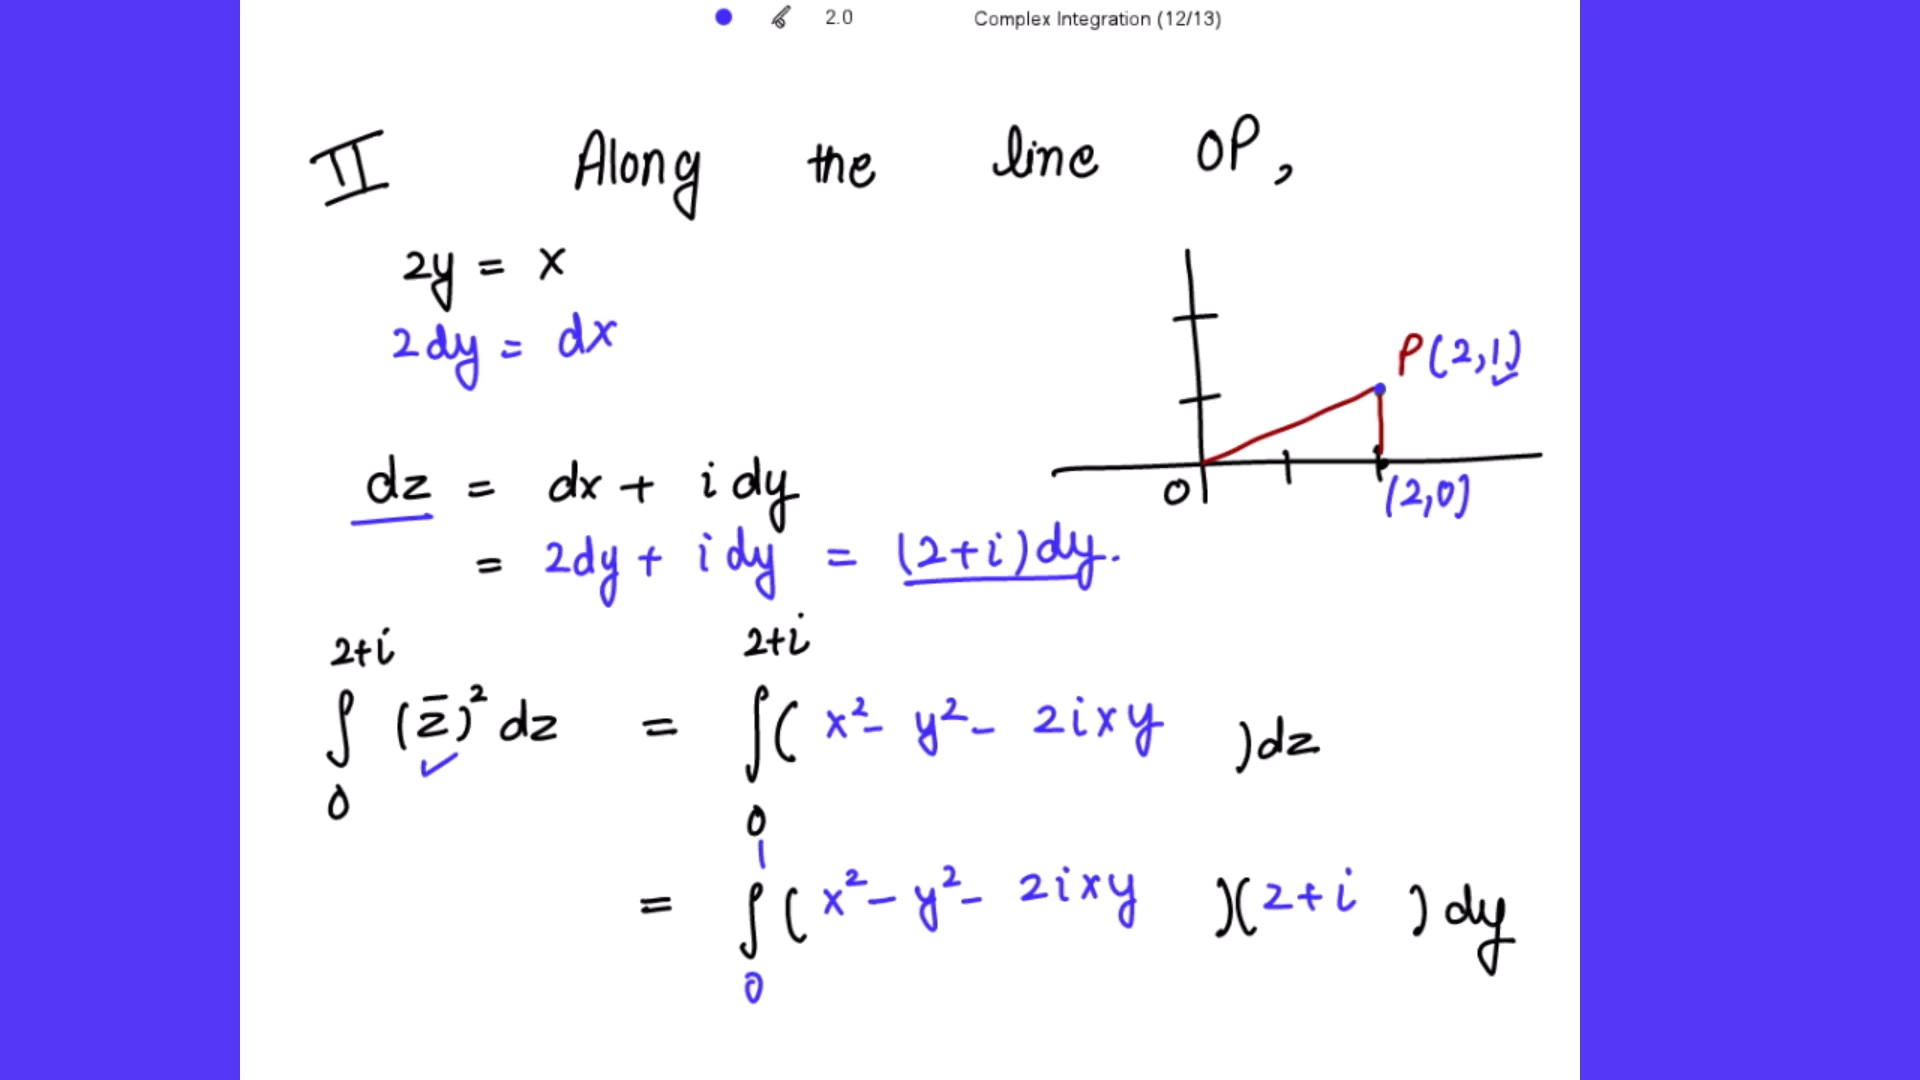 2.0 Complex Integration (12/13)
II Along the line OP,
2y = x
2dy = dx
P(2,1)
dz = dx + i dy
O (2,0)
= 2dy + i dy = (2+i) dy.
2+i 2+i
∫ (z̄)² dz = ∫( x² - y² - 2ixy )dz
0 0
1
= ∫( x² - y² - 2ixy )(2+i ) dy
0